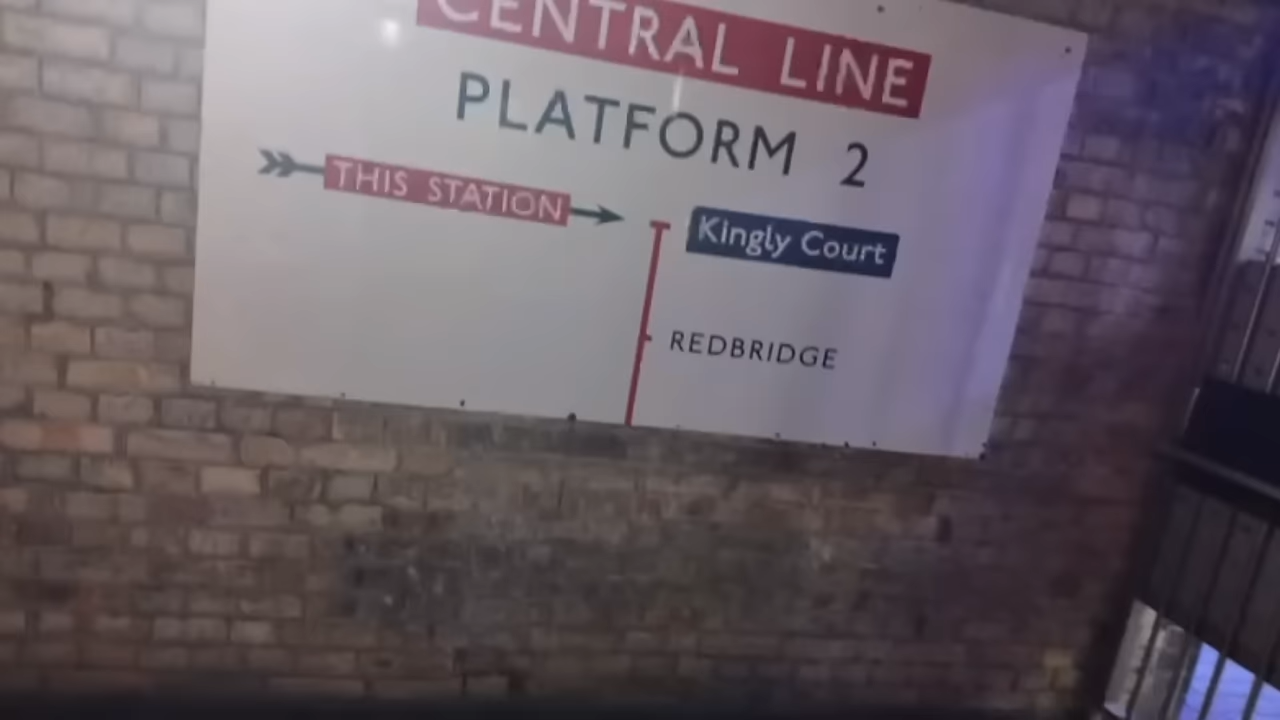 CENTRAL LINE
PLATFORM 2
THIS STATION
Kingly Court
REDBRIDGE